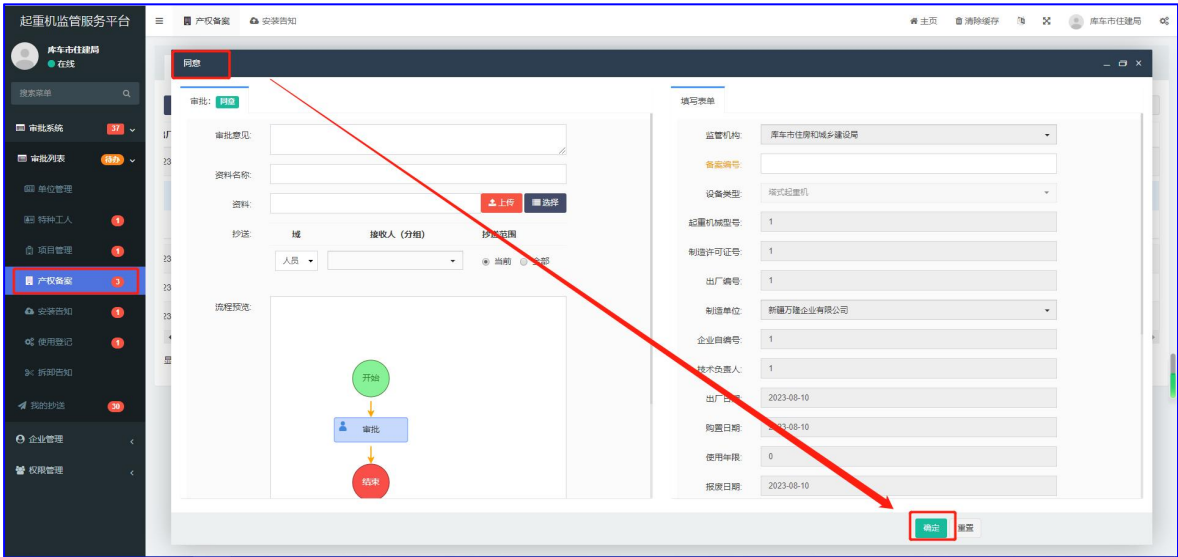 起重机监管服务平台
产权备案
安装告知
主页
清除缓存
库车市住建局
库车市住建局
在线
搜索菜单
审批系统 37
审批列表 待办
单位管理
特种工人 1
项目管理 1
产权备案 3
安装告知 1
使用登记 1
拆卸告知
我的抄送 30
企业管理
权限管理
同意
审批: 同意
审批意见:
资料名称:
资料: 上传 选择
抄送: 域 接收人（分组） 抄送范围
人员 当前 全部
流程预览:
开始
审批
结束
填写表单
监管机构: 库车市住房和城乡建设局
备案编号:
设备类型: 塔式起重机
起重机械型号: 1
制造许可证号: 1
出厂编号: 1
制造单位: 新疆万隆企业有限公司
企业自编号: 1
技术负责人: 1
出厂日期: 2023-08-10
购置日期: 2023-08-10
使用年限: 0
报废日期: 2023-08-10
确定 重置